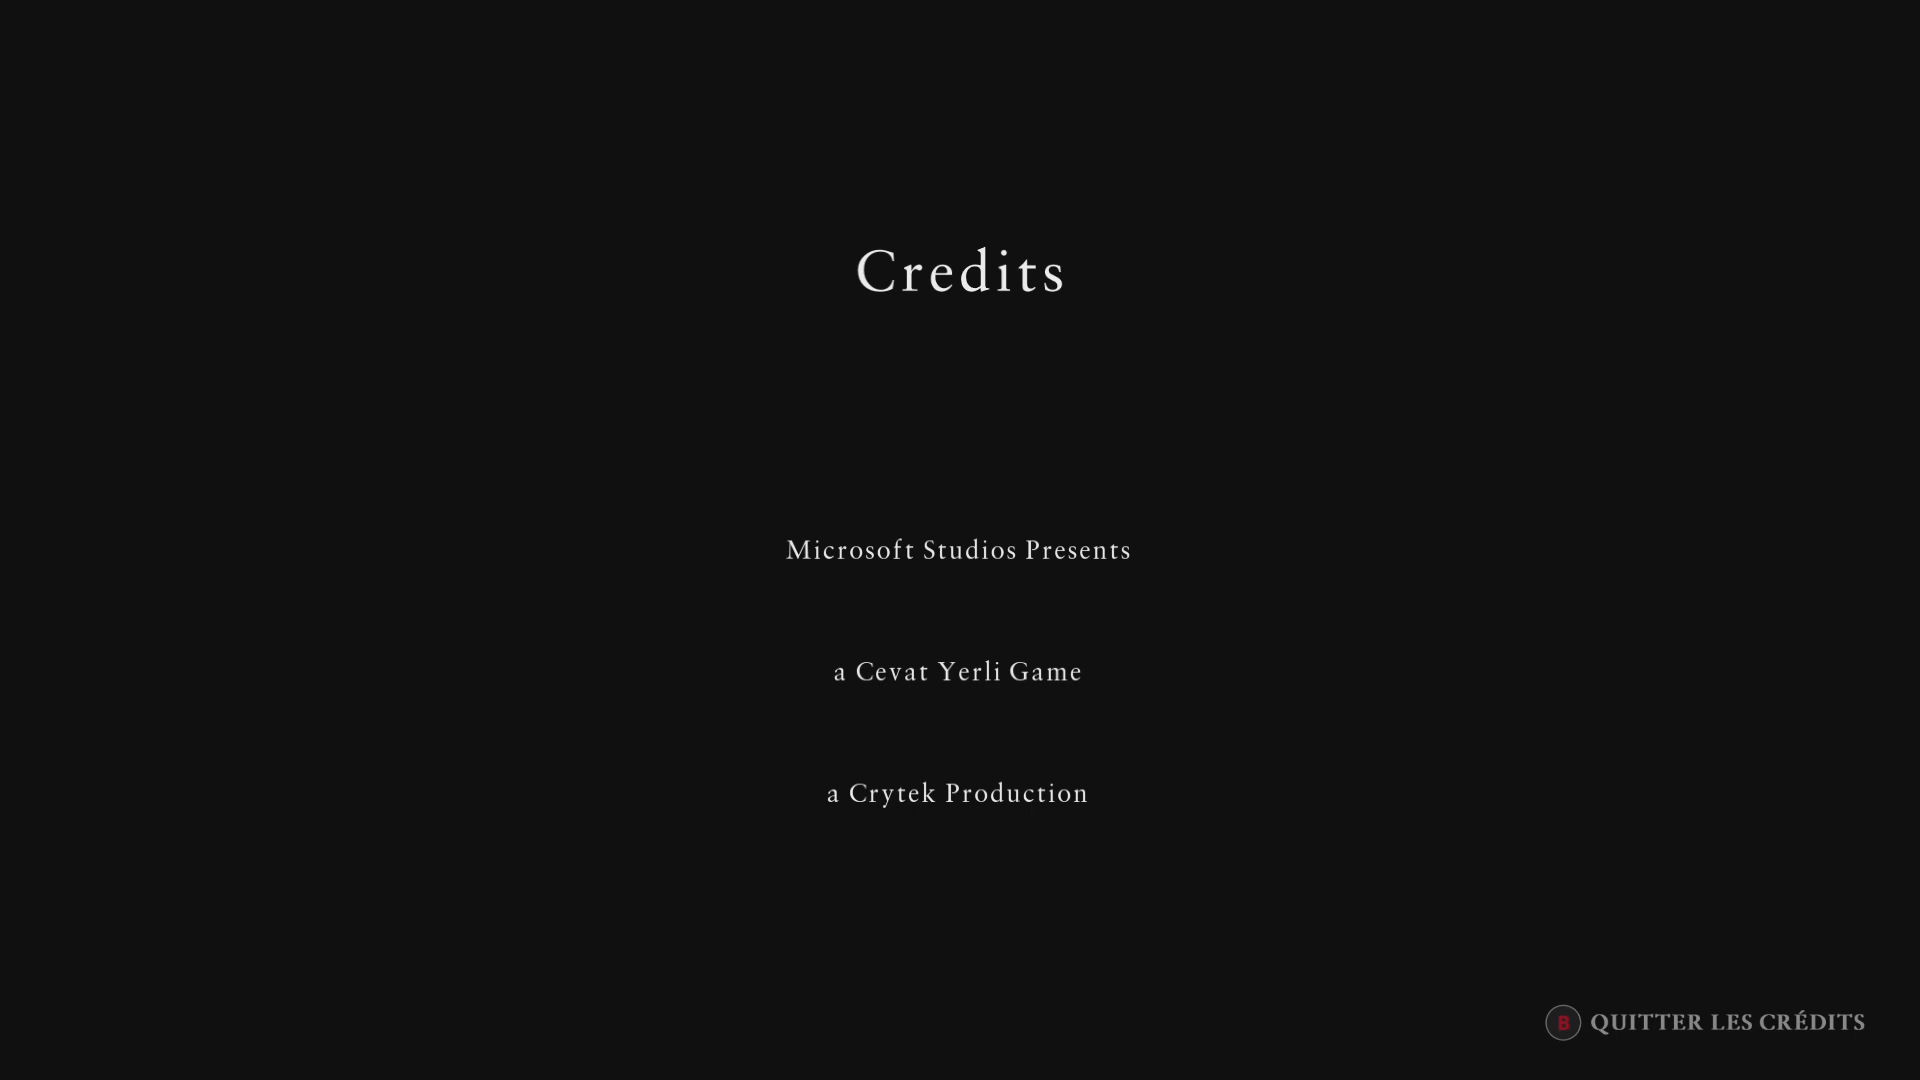 Credits
Microsoft Studios Presents
a Cevat Yerli Game
a Crytek Production
B QUITTER LES CRÉDITS